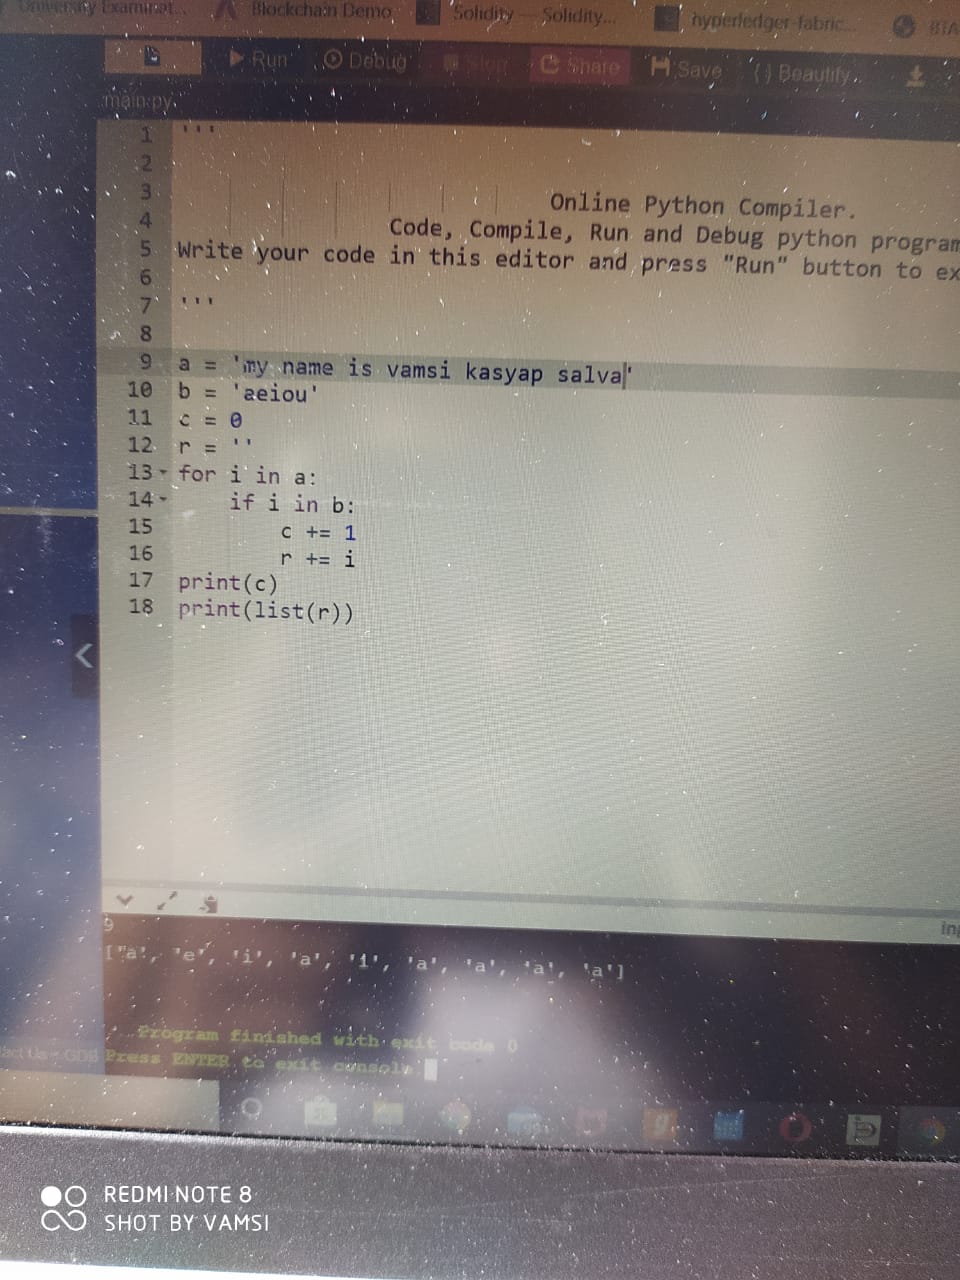 University Examinat... Blockchain Demo Solidity — Solidity... hyperledger-fabric...
Run Debug Stop Share Save {} Beautify
main.py
1 '''
2
3 Online Python Compiler.
4 Code, Compile, Run and Debug python program
5 Write your code in this editor and press "Run" button to ex
6
7 '''
8
9 a = 'my name is vamsi kasyap salva'
10 b = 'aeiou'
11 c = 0
12 r = ''
13 for i in a:
14 if i in b:
15 c += 1
16 r += i
17 print(c)
18 print(list(r))
inp
9
['a', 'e', 'i', 'a', 'i', 'a', 'a', 'a', 'a']
Program finished with exit code 0
Press ENTER to exit console.
REDMI NOTE 8
SHOT BY VAMSI